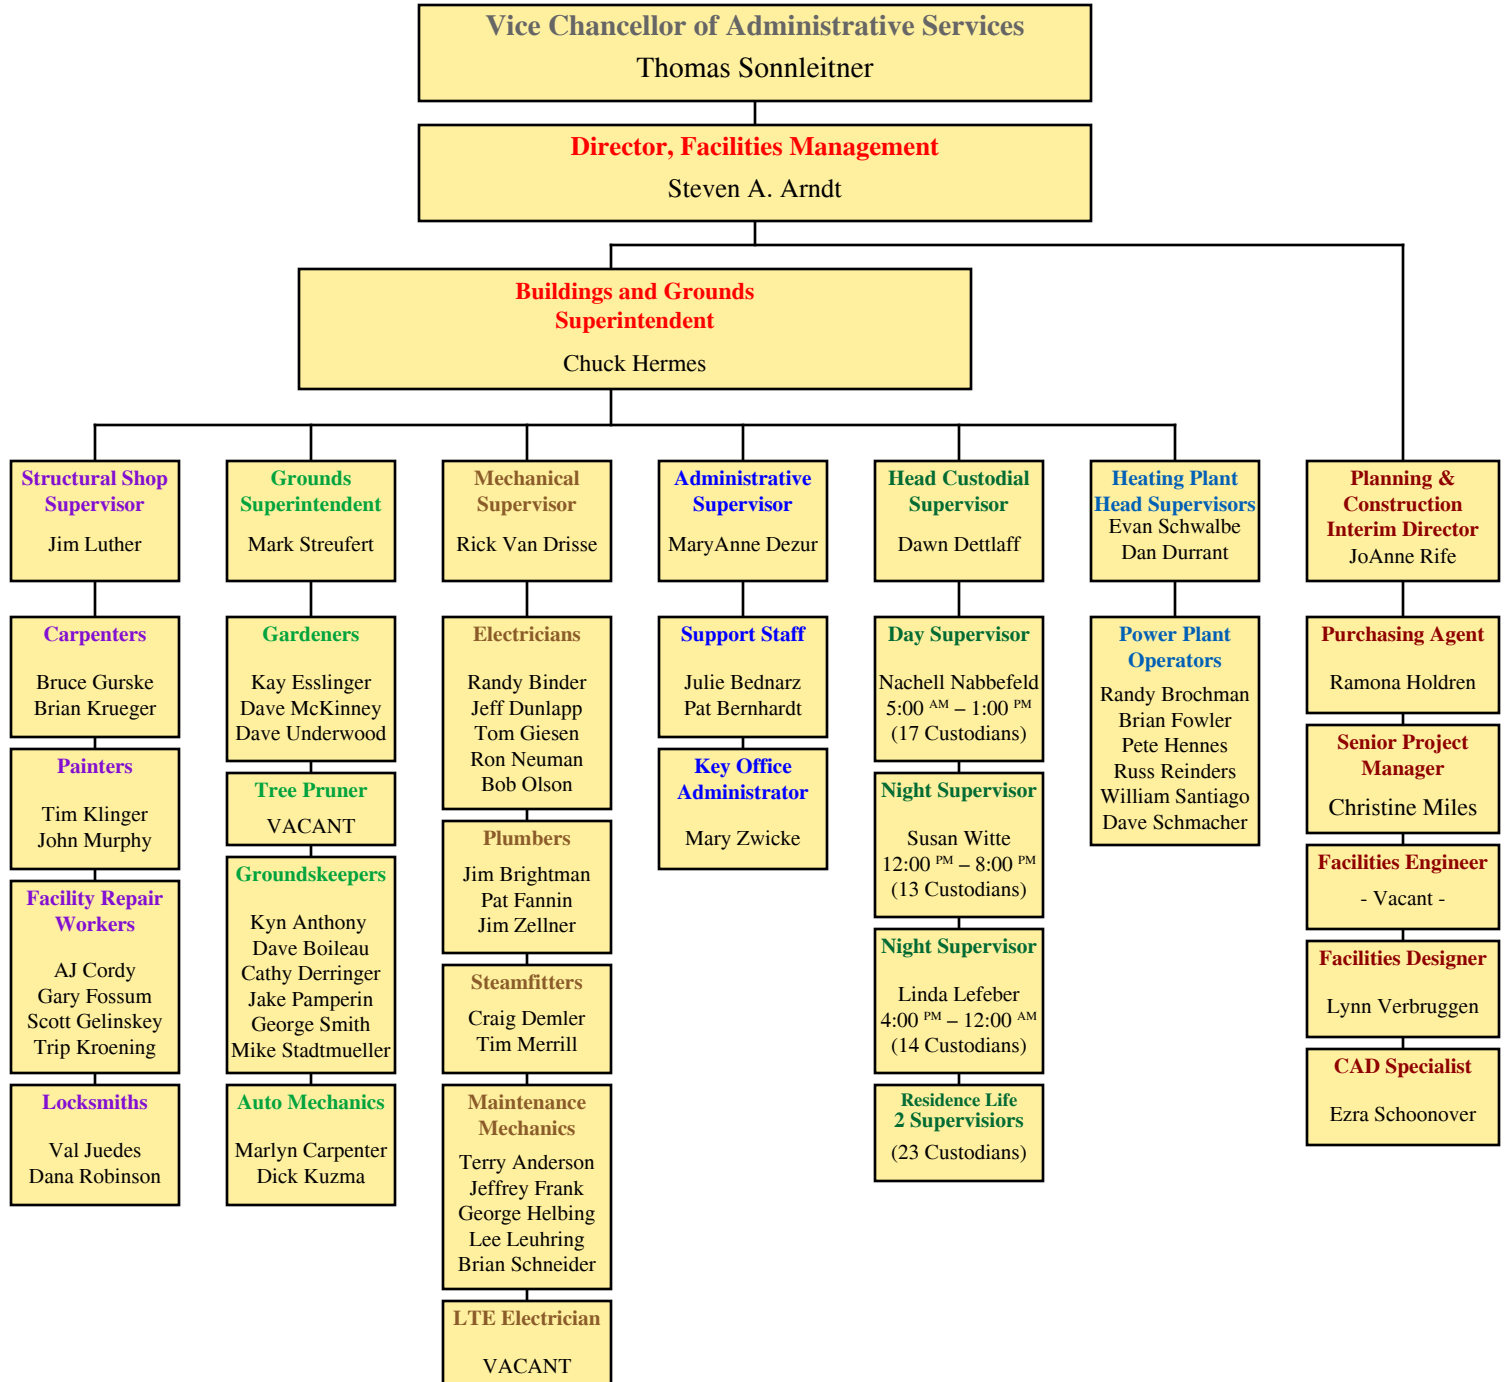 Vice Chancellor of Administrative Services
Thomas Sonnleitner
Director, Facilities Management
Steven A. Arndt
Buildings and Grounds
Superintendent
Chuck Hermes
Structural Shop
Supervisor
Jim Luther
Carpenters
Bruce Gurske
Brian Krueger
Painters
Tim Klinger
John Murphy
Facility Repair
Workers
AJ Cordy
Gary Fossum
Scott Gelinskey
Trip Kroening
Locksmiths
Val Juedes
Dana Robinson
Grounds
Superintendent
Mark Streufert
Gardeners
Kay Esslinger
Dave McKinney
Dave Underwood
Tree Pruner
VACANT
Groundskeepers
Kyn Anthony
Dave Boileau
Cathy Derringer
Jake Pamperin
George Smith
Mike Stadtmueller
Auto Mechanics
Marlyn Carpenter
Dick Kuzma
Mechanical
Supervisor
Rick Van Drisse
Electricians
Randy Binder
Jeff Dunlapp
Tom Giesen
Ron Neuman
Bob Olson
Plumbers
Jim Brightman
Pat Fannin
Jim Zellner
Steamfitters
Craig Demler
Tim Merrill
Maintenance
Mechanics
Terry Anderson
Jeffrey Frank
George Helbing
Lee Leuhring
Brian Schneider
LTE Electrician
VACANT
Administrative
Supervisor
MaryAnne Dezur
Support Staff
Julie Bednarz
Pat Bernhardt
Key Office
Administrator
Mary Zwicke
Head Custodial
Supervisor
Dawn Dettlaff
Day Supervisor
Nachell Nabbefeld
5:00 AM – 1:00 PM
(17 Custodians)
Night Supervisor
Susan Witte
12:00 PM – 8:00 PM
(13 Custodians)
Night Supervisor
Linda Lefeber
4:00 PM – 12:00 AM
(14 Custodians)
Residence Life
2 Supervisiors
(23 Custodians)
Heating Plant
Head Supervisors
Evan Schwalbe
Dan Durrant
Power Plant
Operators
Randy Brochman
Brian Fowler
Pete Hennes
Russ Reinders
William Santiago
Dave Schmacher
Planning &
Construction
Interim Director
JoAnne Rife
Purchasing Agent
Ramona Holdren
Senior Project
Manager
Christine Miles
Facilities Engineer
- Vacant -
Facilities Designer
Lynn Verbruggen
CAD Specialist
Ezra Schoonover